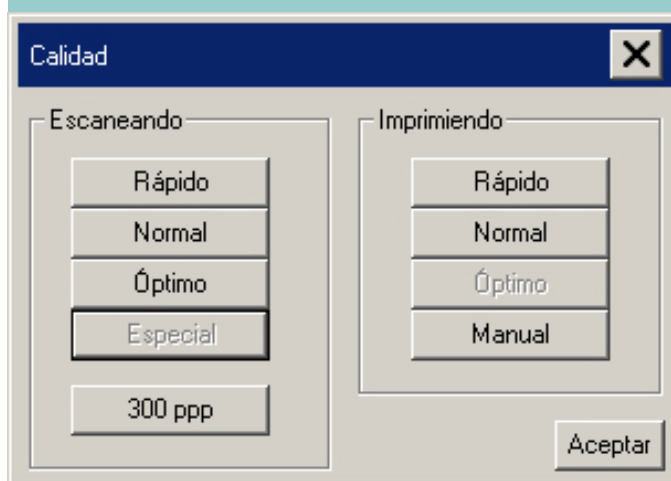 Calidad
Escaneando
Rápido
Normal
Óptimo
Especial
300 ppp
Imprimiendo
Rápido
Normal
Óptimo
Manual
Aceptar